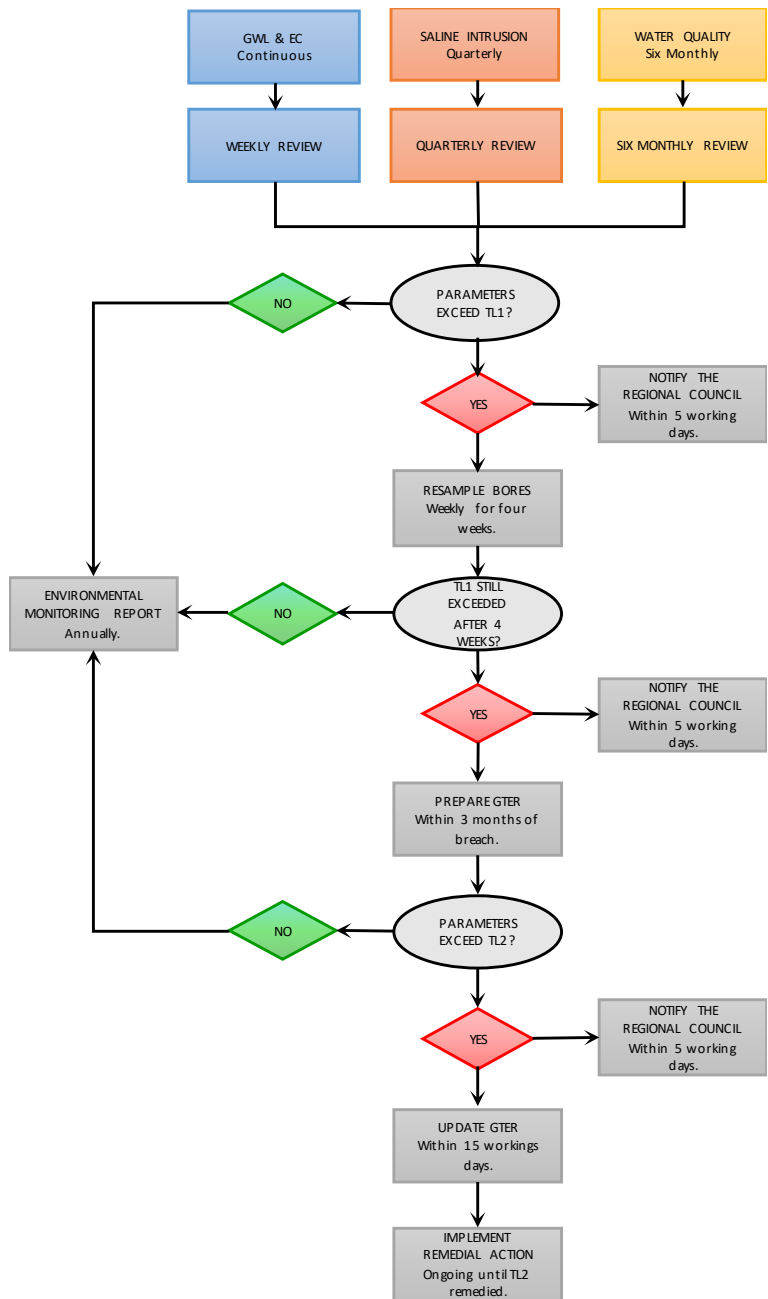 GWL & EC
Continuous
SALINE INTRUSION
Quarterly
WATER QUALITY
Six Monthly
WEEKLY REVIEW
QUARTERLY REVIEW
SIX MONTHLY REVIEW
PARAMETERS
EXCEED TL1?
NO
YES
NOTIFY THE
REGIONAL COUNCIL
Within 5 working
days.
RESAMPLE BORES
Weekly for four
weeks.
ENVIRONMENTAL
MONITORING REPORT
Annually.
NO
TL1 STILL
EXCEEDED
AFTER 4
WEEKS?
YES
NOTIFY THE
REGIONAL COUNCIL
Within 5 working
days.
PREPARE GTER
Within 3 months of
breach.
NO
PARAMETERS
EXCEED TL2?
YES
NOTIFY THE
REGIONAL COUNCIL
Within 5 working
days.
UPDATE GTER
Within 15 workings
days.
IMPLEMENT
REMEDIAL ACTION
Ongoing until TL2
remedied.